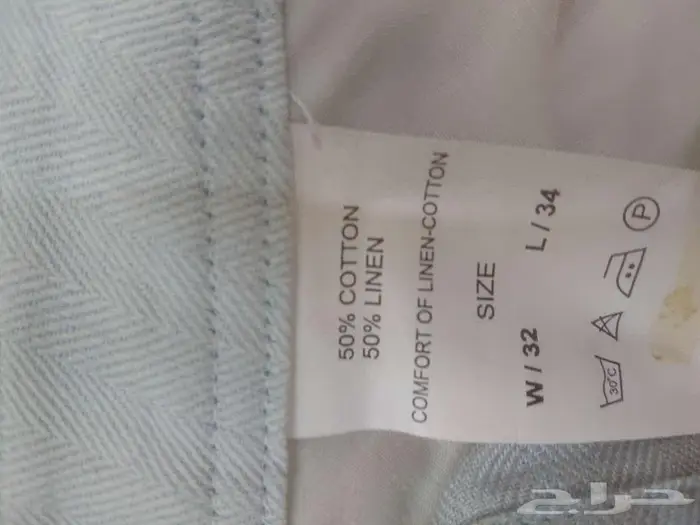 50% COTTON
50% LINEN
COMFORT OF LINEN-COTTON
SIZE
W / 32 L / 34
30°C P
حراج